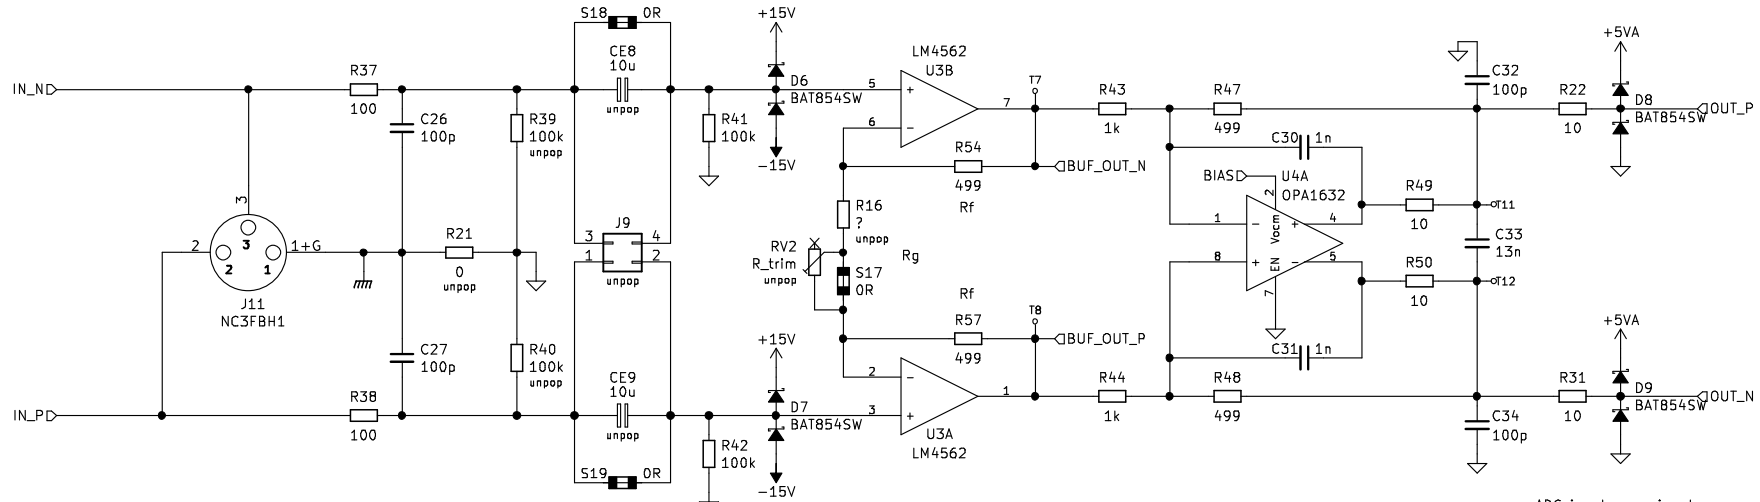 IN_N
R37
100
J11
NC3FBH1
3
2
1+G
3
2
1
R21
0
unpop
C26
100p
C27
100p
R38
100
IN_P
R39
100k
unpop
R40
100k
unpop
S18
0R
CE8
10u
unpop
J9
3
4
1
2
unpop
CE9
10u
unpop
S19
0R
R41
100k
R42
100k
+15V
D6
BAT854SW
-15V
+15V
D7
BAT854SW
-15V
LM4562
U3B
5
+
6
-
7
R54
499
Rf
R16
?
unpop
RV2
R_trim
unpop
S17
0R
Rg
Rf
R57
499
2
-
3
+
1
U3A
LM4562
T7
BUF_OUT_N
T8
BUF_OUT_P
R43
1k
R44
1k
R47
499
R48
499
C30
1n
BIAS
U4A
OPA1632
2
1
-
Vocm
+
4
8
+
EN
-
5
7
C31
1n
R49
10
R50
10
C32
100p
T11
C33
13n
T12
C34
100p
R22
10
R31
10
+5VA
D8
BAT854SW
OUT_P
+5VA
D9
BAT854SW
OUT_N